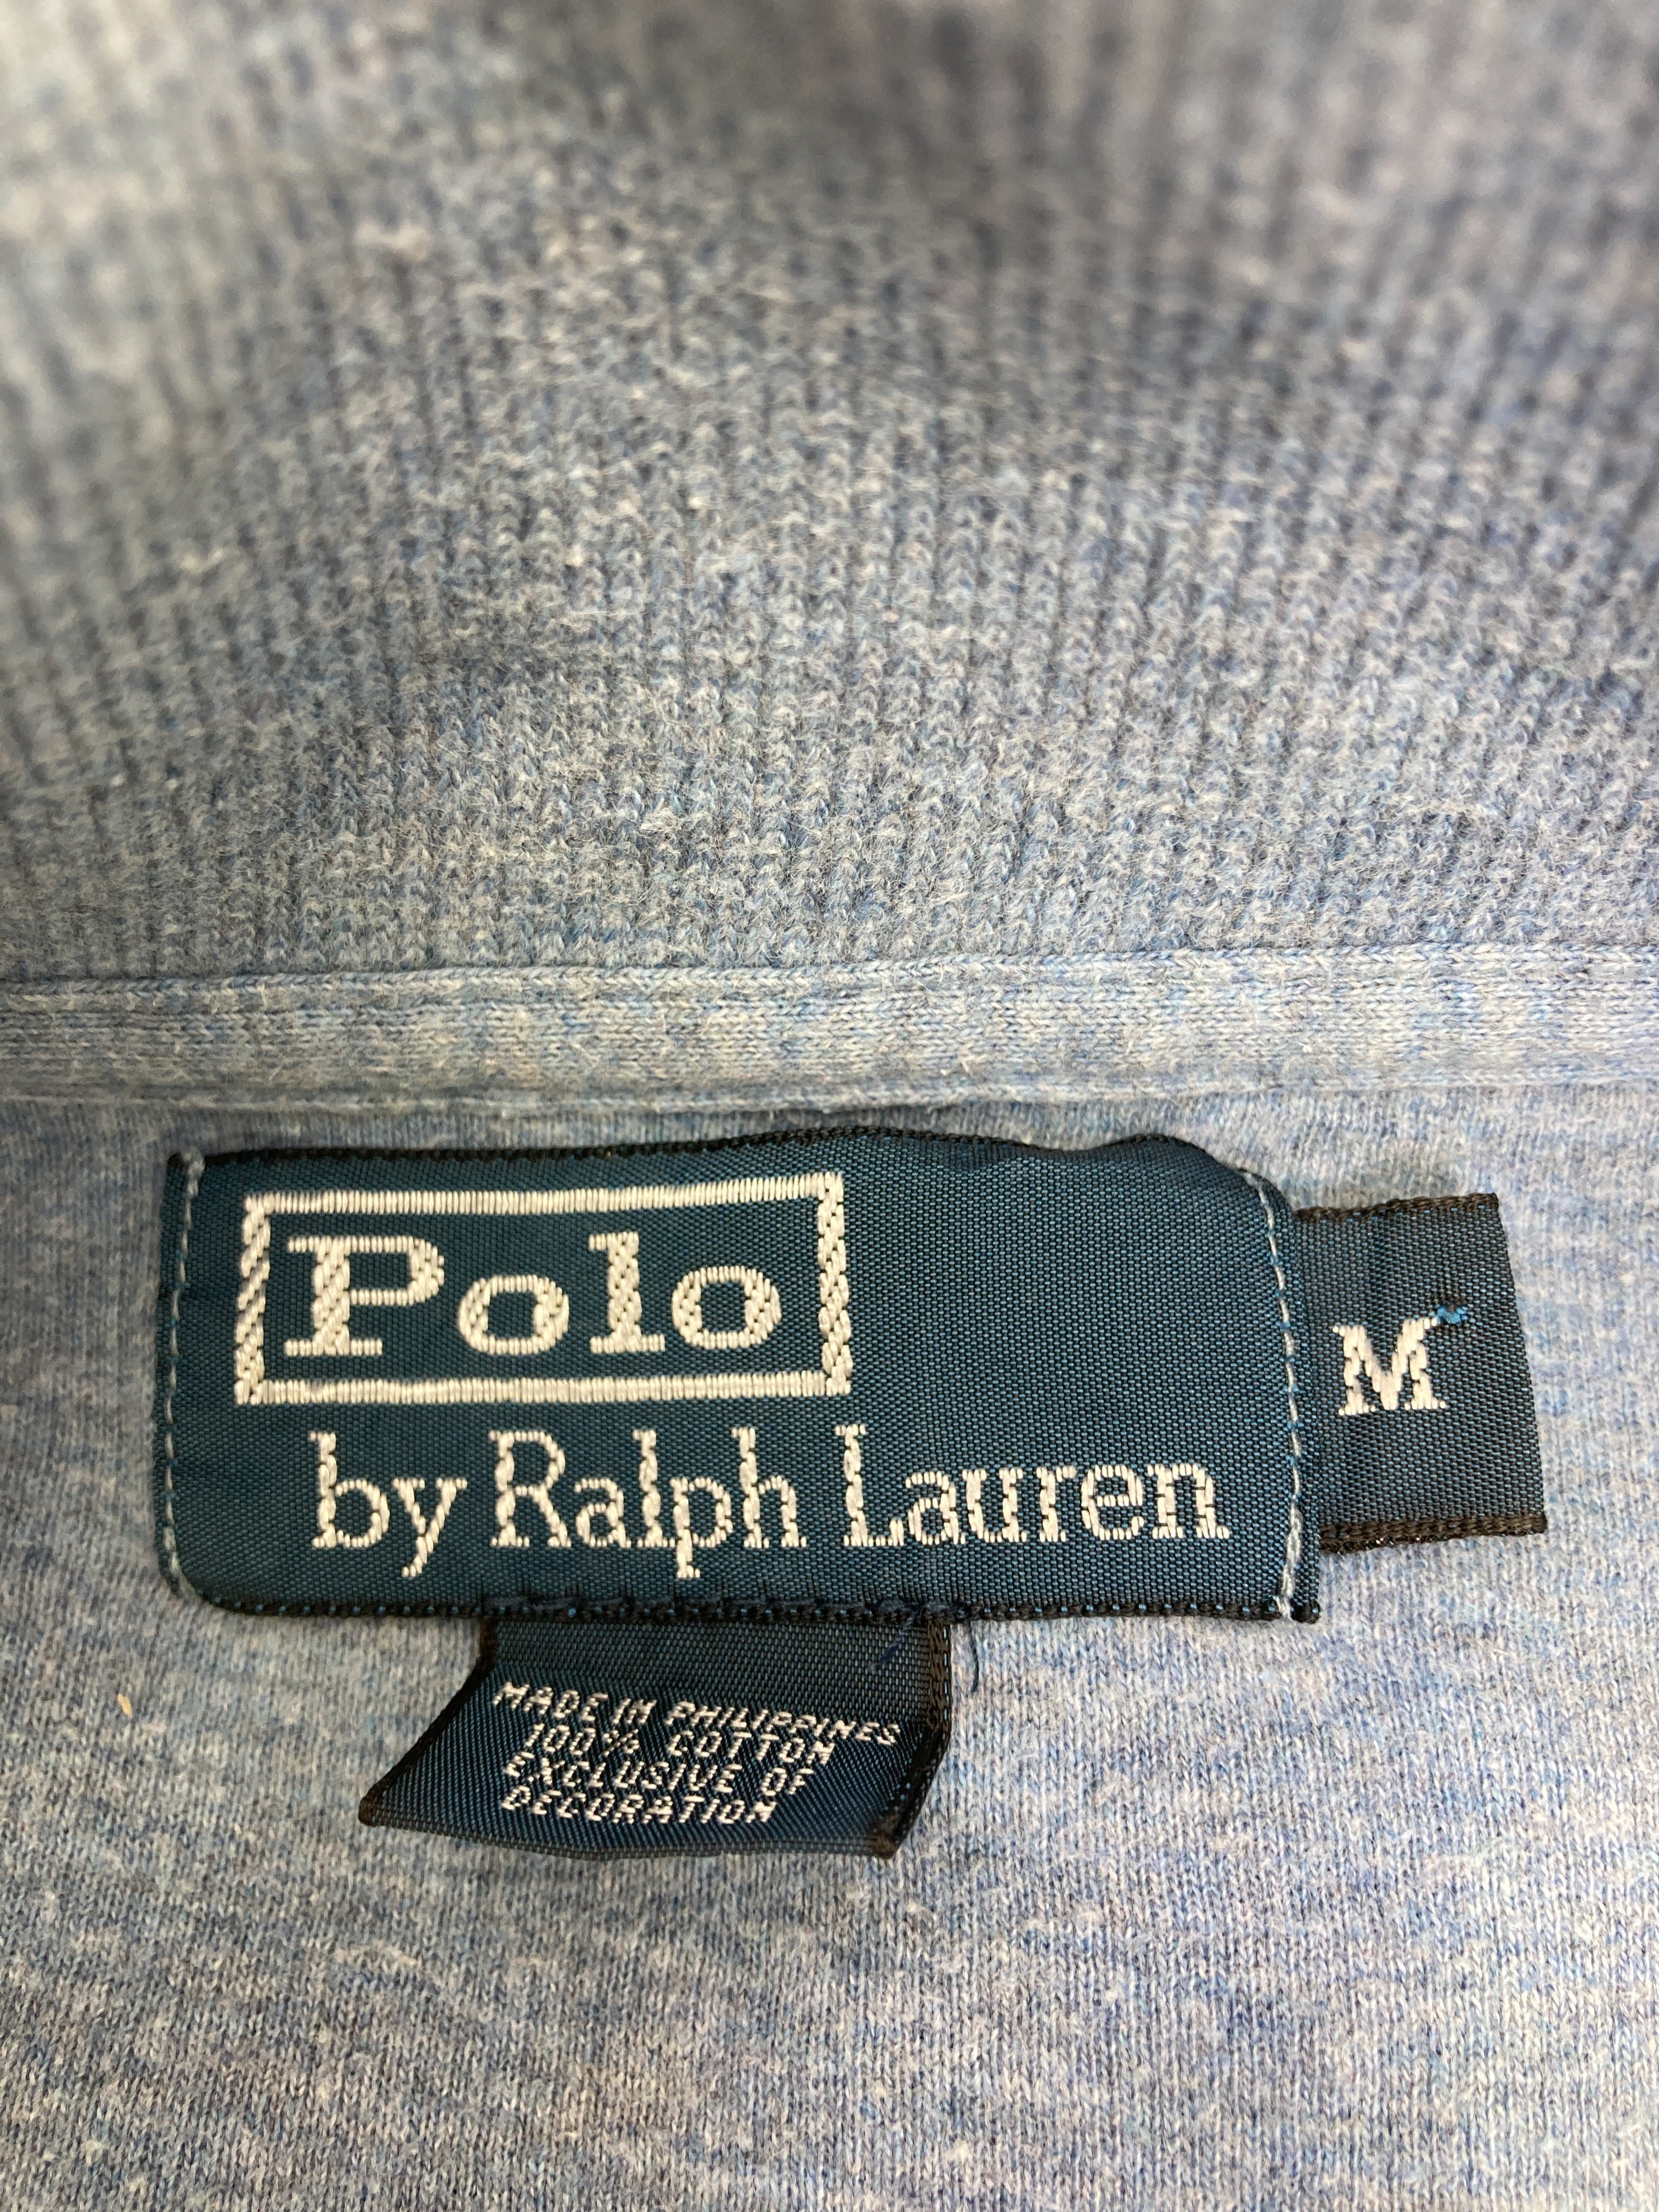 Polo
by Ralph Lauren
M
MADE IN PHILIPPINES
100% COTTON
EXCLUSIVE OF
DECORATION